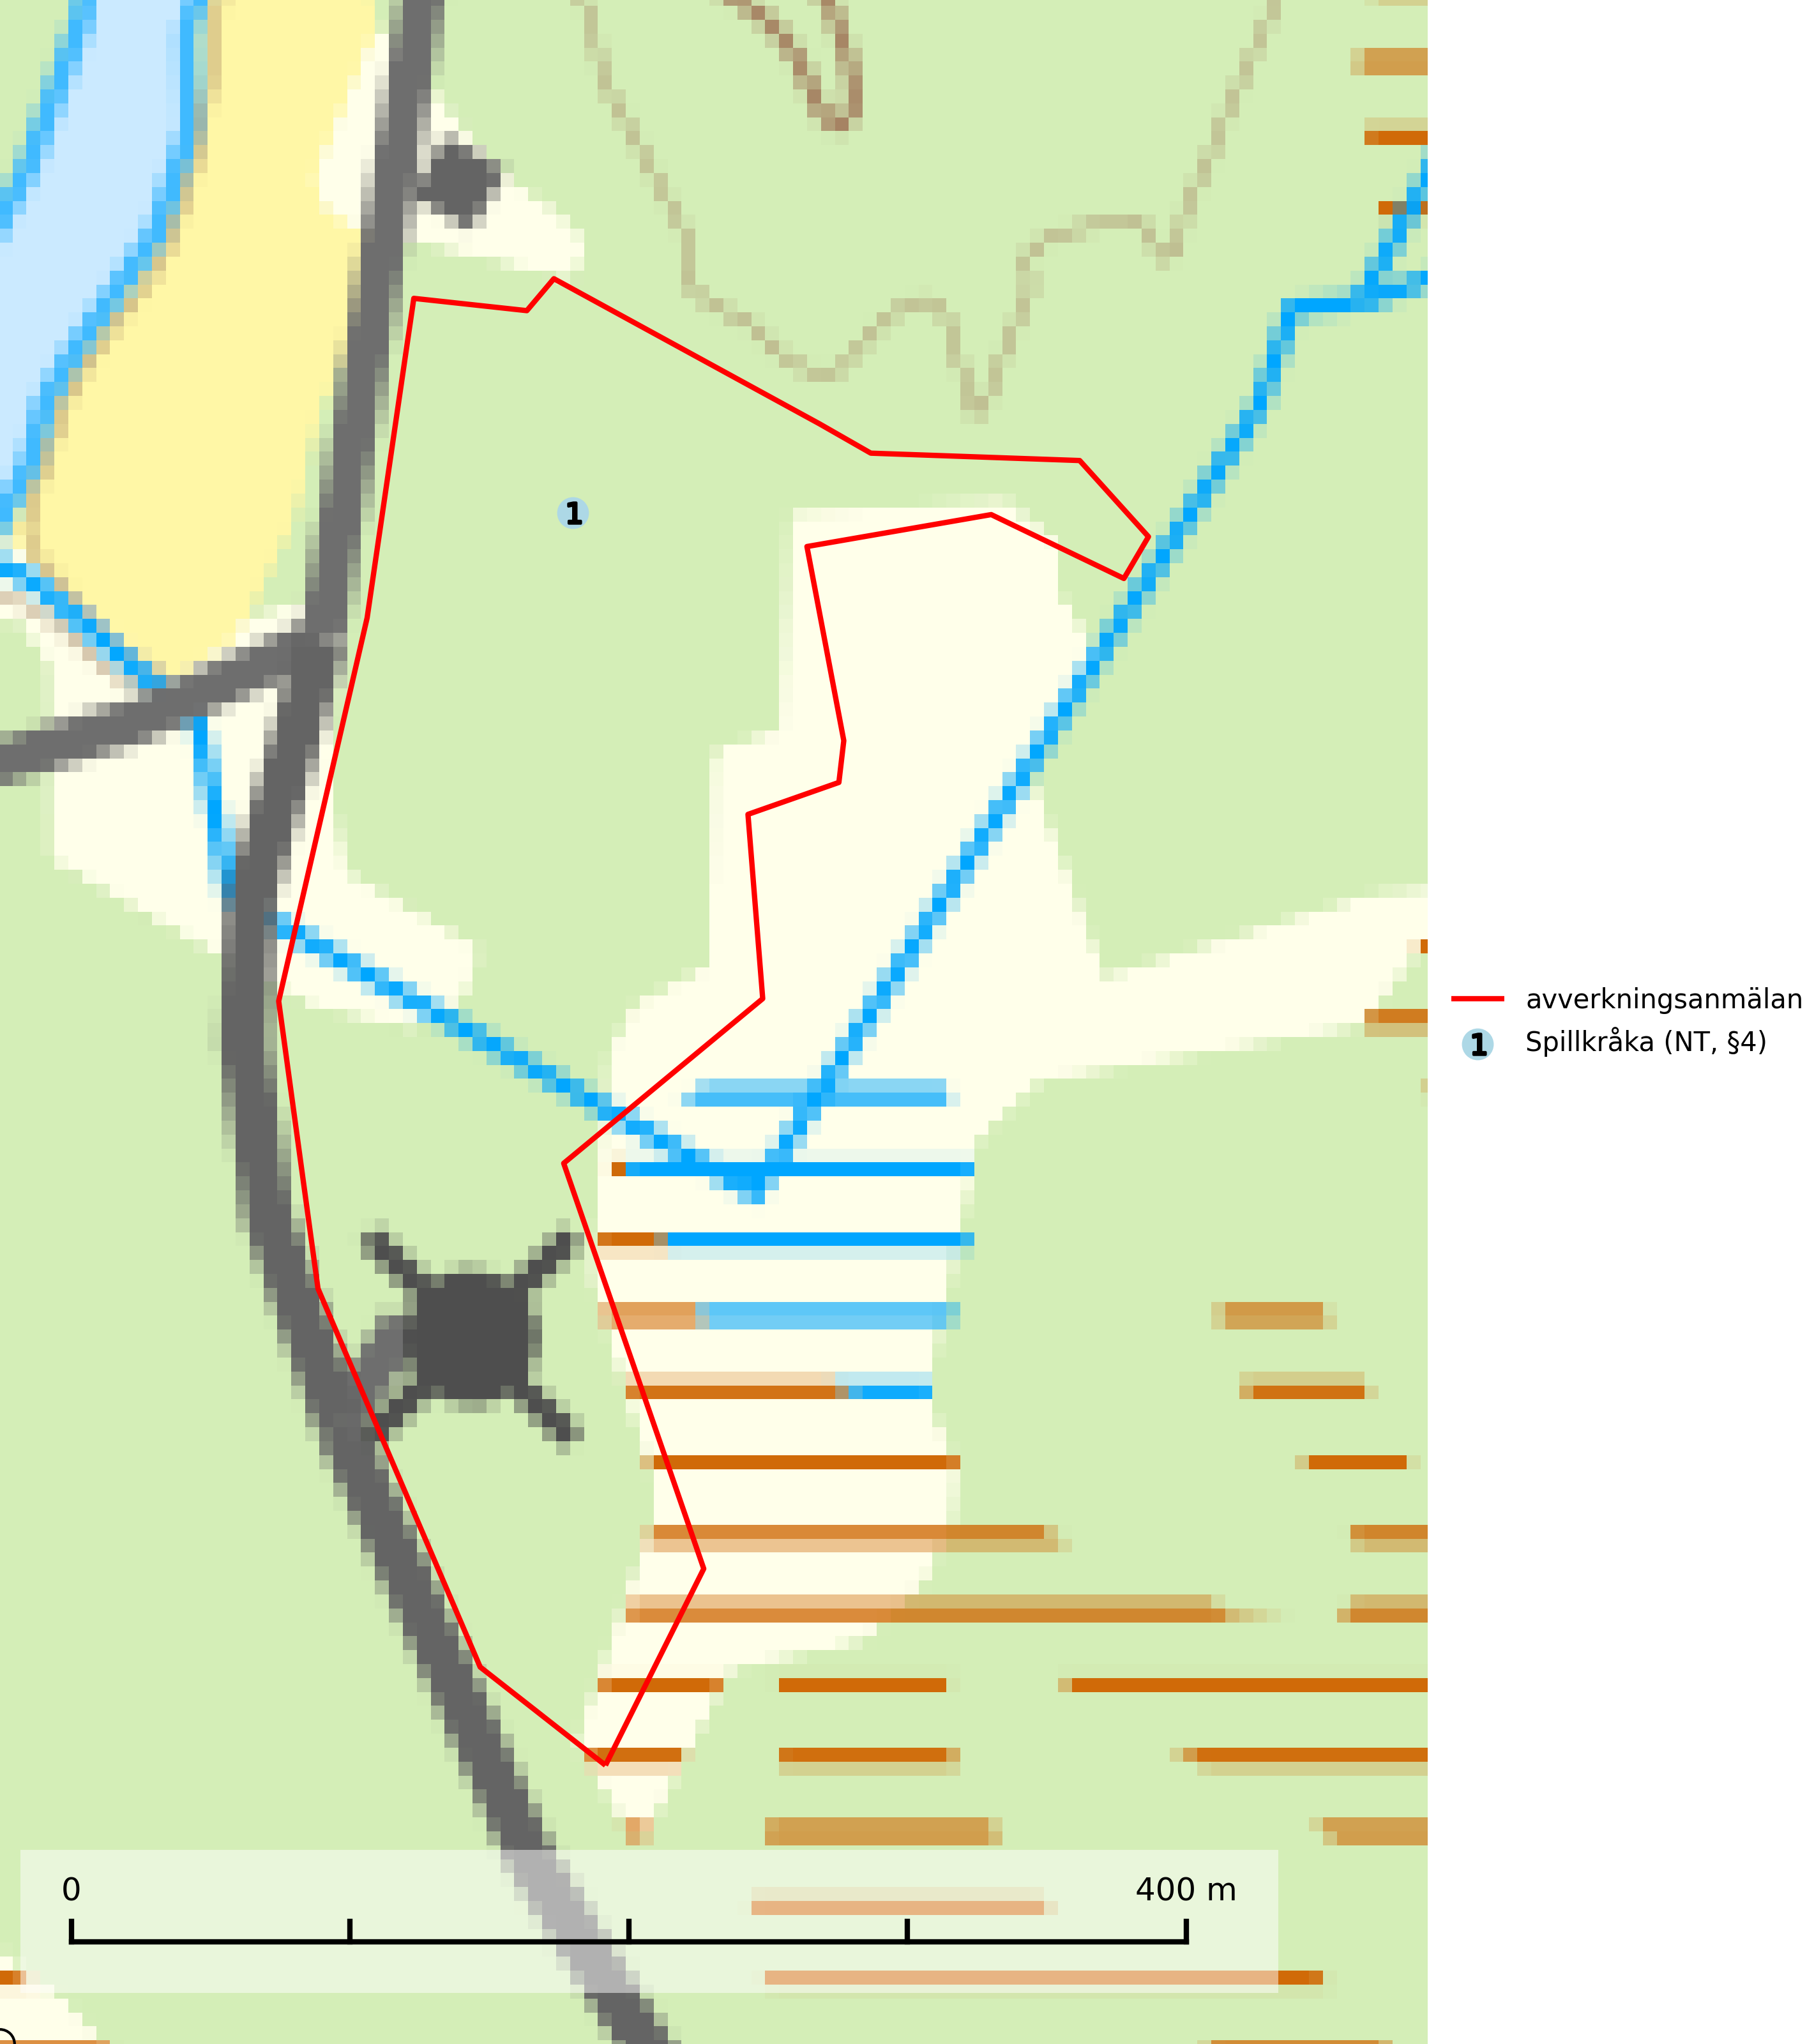 1
avverkningsanmälan
1 Spillkråka (NT, §4)
0 400 m